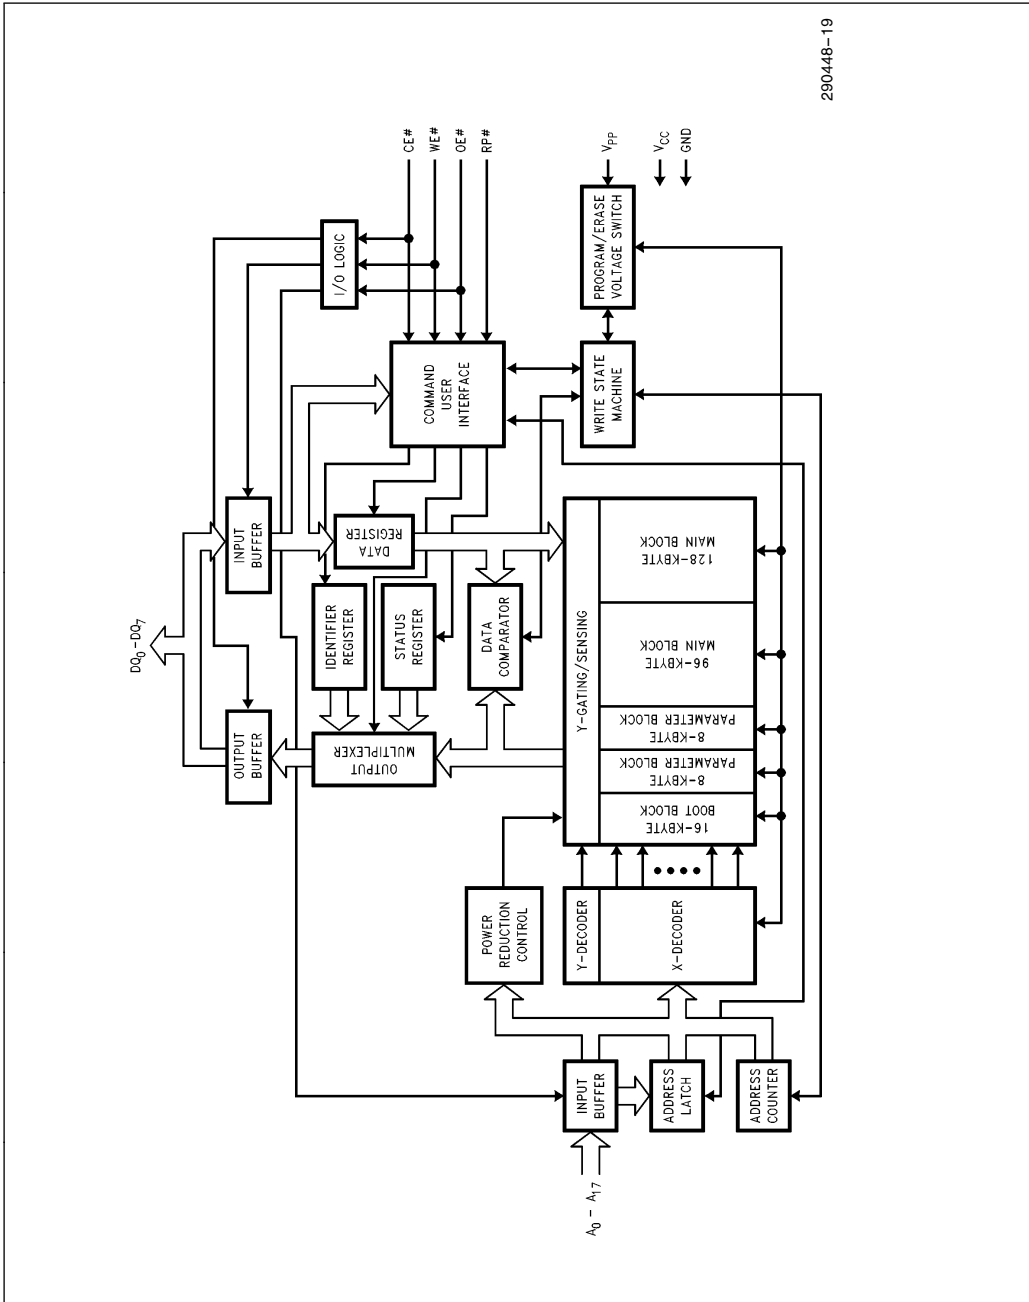 DQ0-DQ7
OUTPUT
BUFFER
INPUT
BUFFER
I/O LOGIC
CE#
WE#
OE#
RP#
IDENTIFIER
REGISTER
STATUS
REGISTER
DATA
REGISTER
OUTPUT
MULTIPLEXER
DATA
COMPARATOR
COMMAND
USER
INTERFACE
POWER
REDUCTION
CONTROL
A0 - A17
INPUT
BUFFER
ADDRESS
LATCH
ADDRESS
COUNTER
Y-DECODER
X-DECODER
Y-GATING/SENSING
16-KBYTE
BOOT BLOCK
8-KBYTE
PARAMETER BLOCK
8-KBYTE
PARAMETER BLOCK
96-KBYTE
MAIN BLOCK
128-KBYTE
MAIN BLOCK
WRITE STATE
MACHINE
PROGRAM/ERASE
VOLTAGE SWITCH
VPP
VCC
GND
290448-19